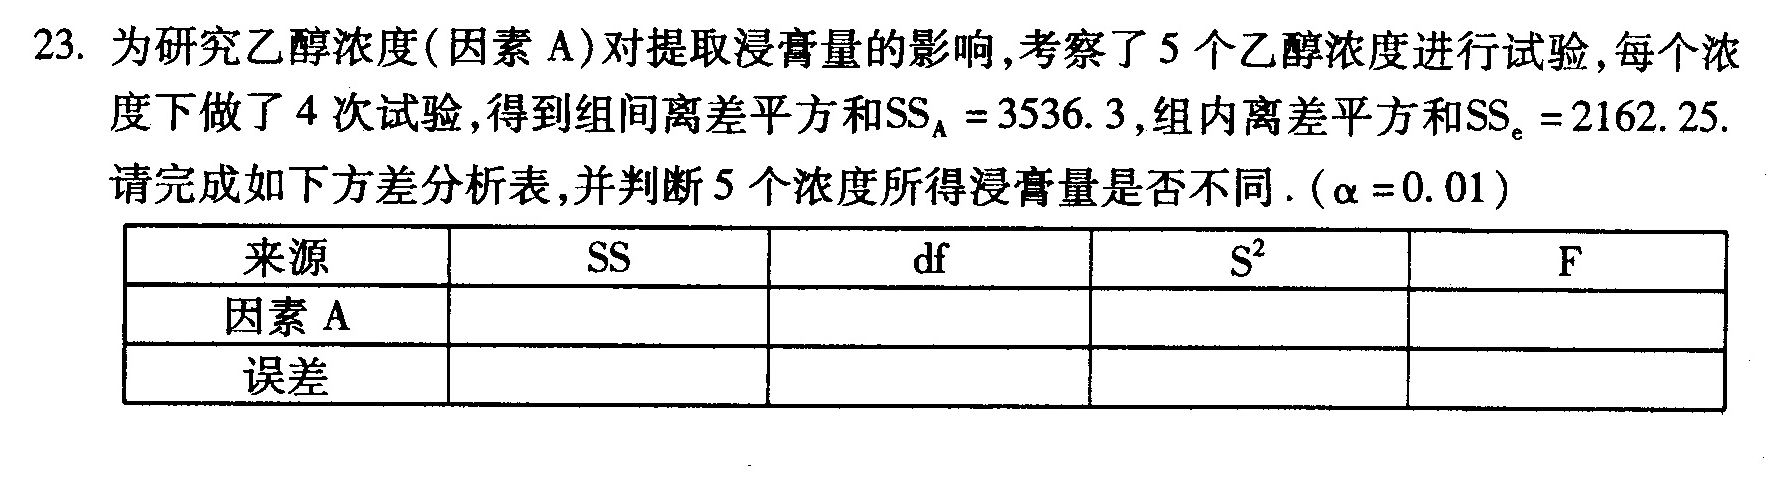 23. 为研究乙醇浓度(因素 A)对提取浸膏量的影响,考察了 5 个乙醇浓度进行试验,每个浓
度下做了 4 次试验,得到组间离差平方和SS_A = 3536. 3,组内离差平方和SS_e = 2162. 25.
请完成如下方差分析表,并判断 5 个浓度所得浸膏量是否不同. (α = 0. 01)
来源 SS df S² F
因素 A
误差